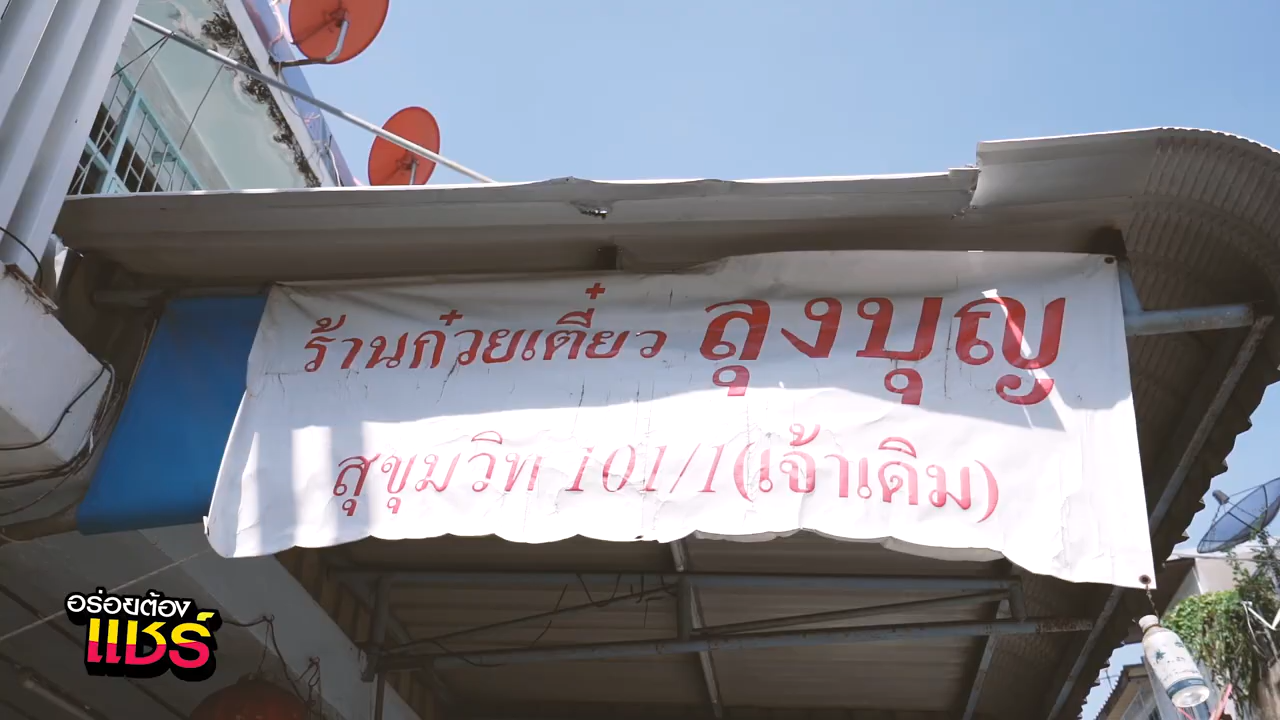 ร้านก๋วยเตี๋ยว ลุงบุญ
สุขุมวิท 101/1(เจ้าเดิม)
อร่อยต้อง
แชร์